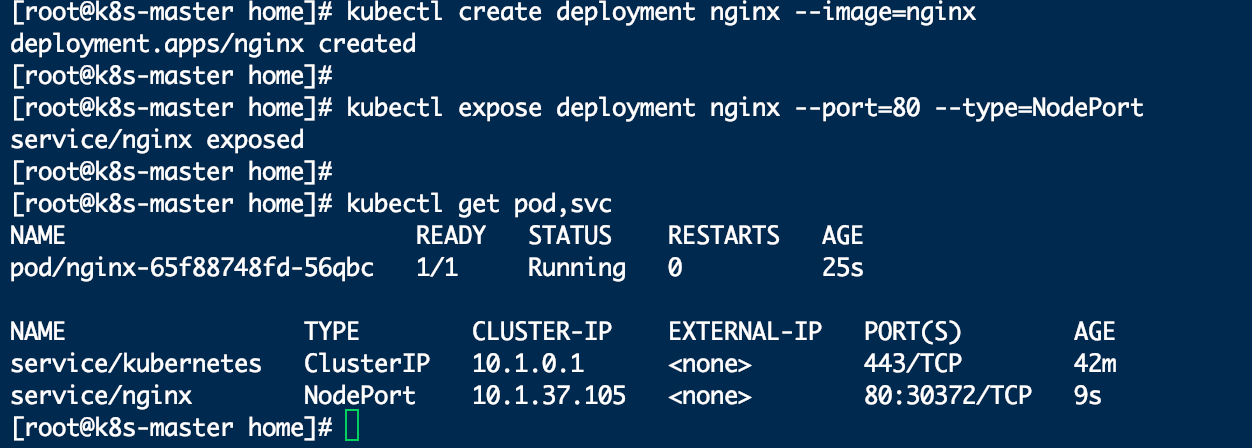 [root@k8s-master home]# kubectl create deployment nginx --image=nginx
deployment.apps/nginx created
[root@k8s-master home]#
[root@k8s-master home]# kubectl expose deployment nginx --port=80 --type=NodePort
service/nginx exposed
[root@k8s-master home]#
[root@k8s-master home]# kubectl get pod,svc
NAME READY STATUS RESTARTS AGE
pod/nginx-65f88748fd-56qbc 1/1 Running 0 25s
NAME TYPE CLUSTER-IP EXTERNAL-IP PORT(S) AGE
service/kubernetes ClusterIP 10.1.0.1 <none> 443/TCP 42m
service/nginx NodePort 10.1.37.105 <none> 80:30372/TCP 9s
[root@k8s-master home]#